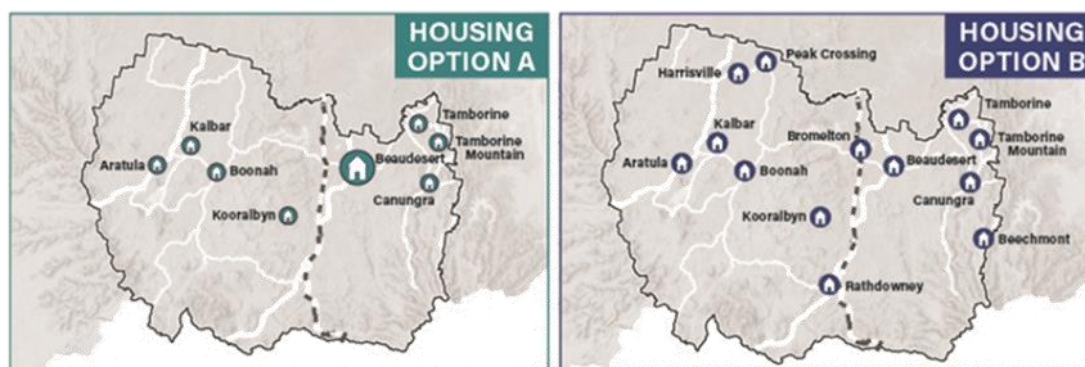 HOUSING
OPTION A
Tamborine
Kalbar
Tamborine
Mountain
Aratula
Boonah
Beaudesert
Canungra
Kooralbyn
HOUSING
OPTION B
Peak Crossing
Harrisville
Tamborine
Kalbar
Bromelton
Tamborine
Mountain
Aratula
Boonah
Beaudesert
Canungra
Kooralbyn
Beechmont
Rathdowney